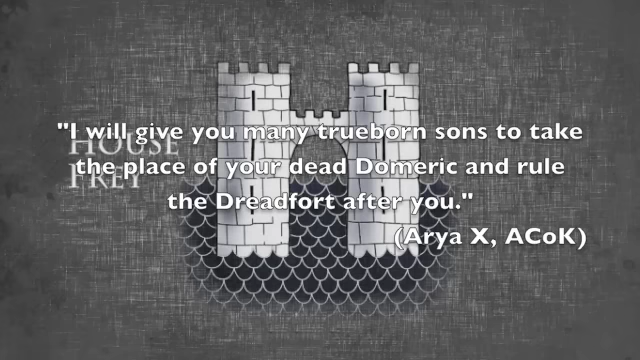 "I will give you many trueborn sons to take
the place of your dead Domeric and rule
the Dreadfort after you."
(Arya X, ACoK)
HOUSE
FREY